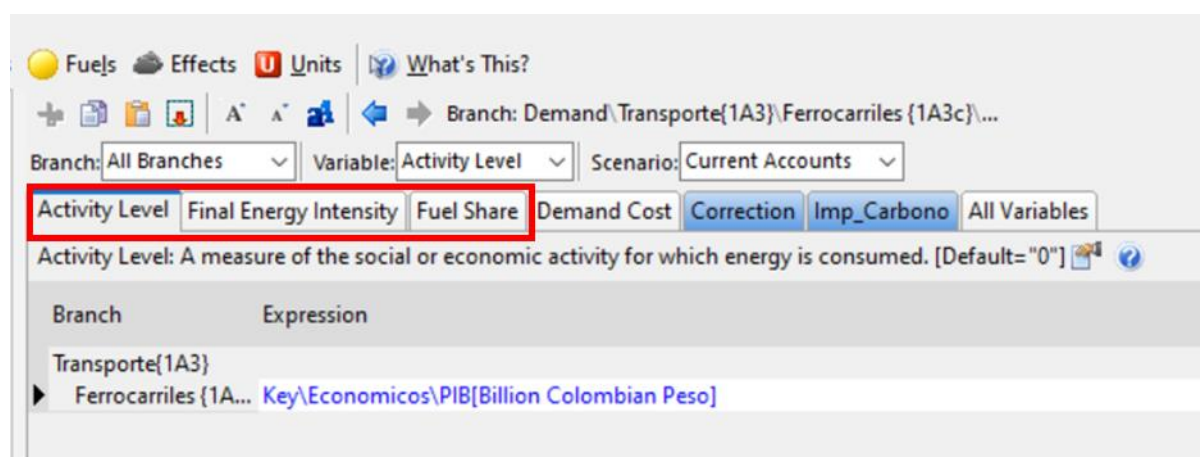 Fuels Effects U Units What's This?
A A a4 Branch: Demand\Transporte{1A3}\Ferrocarriles {1A3c}\...
Branch: All Branches Variable: Activity Level Scenario: Current Accounts
Activity Level Final Energy Intensity Fuel Share Demand Cost Correction Imp_Carbono All Variables
Activity Level: A measure of the social or economic activity for which energy is consumed. [Default="0"] ?
Branch Expression
Transporte{1A3}
Ferrocarriles {1A... Key\Economicos\PIB[Billion Colombian Peso]